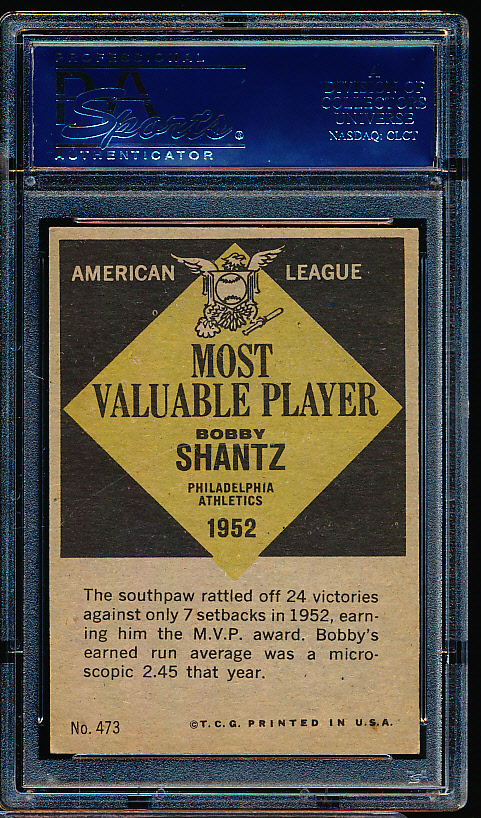 PROFESSIONAL
PSA
Sports
AUTHENTICATOR
A
DIVISION OF
COLLECTORS
UNIVERSE
NASDAQ: CLCT
AMERICAN LEAGUE
MOST
VALUABLE PLAYER
BOBBY
SHANTZ
PHILADELPHIA
ATHLETICS
1952
The southpaw rattled off 24 victories
against only 7 setbacks in 1952, earn-
ing him the M.V.P. award. Bobby's
earned run average was a micro-
scopic 2.45 that year.
No. 473
©T.C.G. PRINTED IN U.S.A.